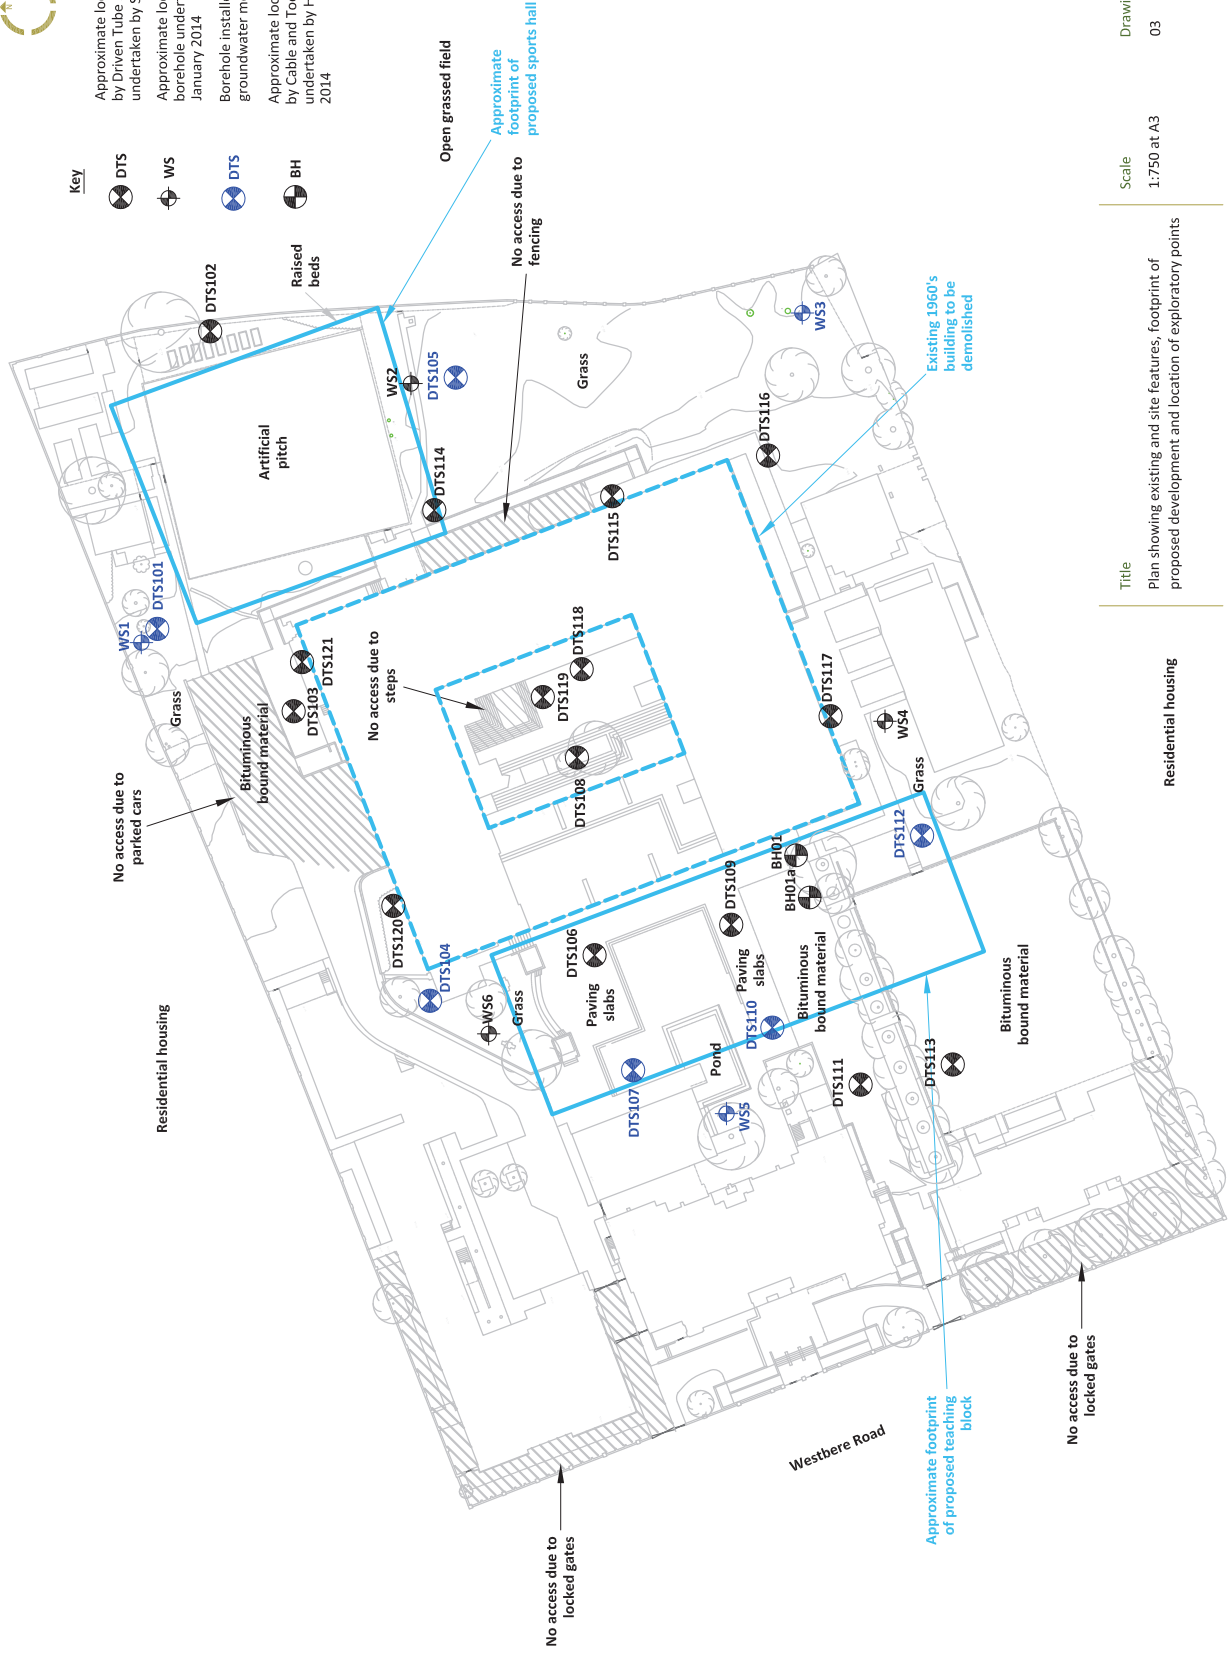 N
Key
DTS
Approximate
by Driven Tube
undertaken by
WS
Approximate
borehole
January 2014
DTS
Borehole
groundwater
BH
Approximate
by Cable and
undertaken by
2014
Residential housing
No access due to
parked cars
Grass
WS1
DTS101
Bituminous
bound material
DTS103
DTS121
DTS102
Raised
beds
Artificial
pitch
Open grassed field
Approximate
footprint of
proposed sports hall
No access due to
fencing
WS2
DTS105
DTS114
Grass
DTS115
DTS116
WS3
Existing 1960's
building to be
demolished
No access due to
steps
DTS118
DTS119
DTS108
DTS117
WS4
Grass
DTS112
DTS120
DTS104
WS6
Grass
DTS106
Paving
slabs
DTS107
Pond
WS5
DTS109
Paving
slabs
DTS110
BH01
BH01a
Bituminous
bound material
DTS111
DTS113
Bituminous
bound material
Residential housing
Westbere Road
Approximate footprint
of proposed teaching
block
No access due to
locked gates
No access due to
locked gates
Title
Plan showing existing and site features, footprint of
proposed development and location of exploratory points
Scale
1:750 at A3
03